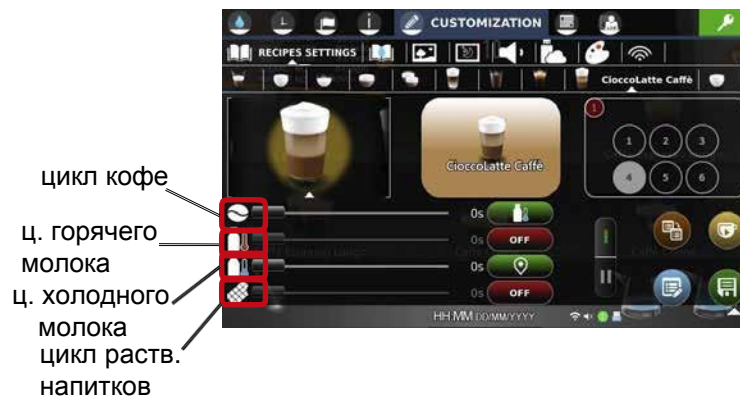 CUSTOMIZATION
RECIPES SETTINGS
CioccoLatte Caffè
CioccoLatte Caffè
1
1 2 3
4 5 6
цикл кофе
0s
ц. горячего
молока
0s OFF
ц. холодного
молока
0s
цикл раств.
напитков
0s OFF
HH:MM DD/MM/YYYY